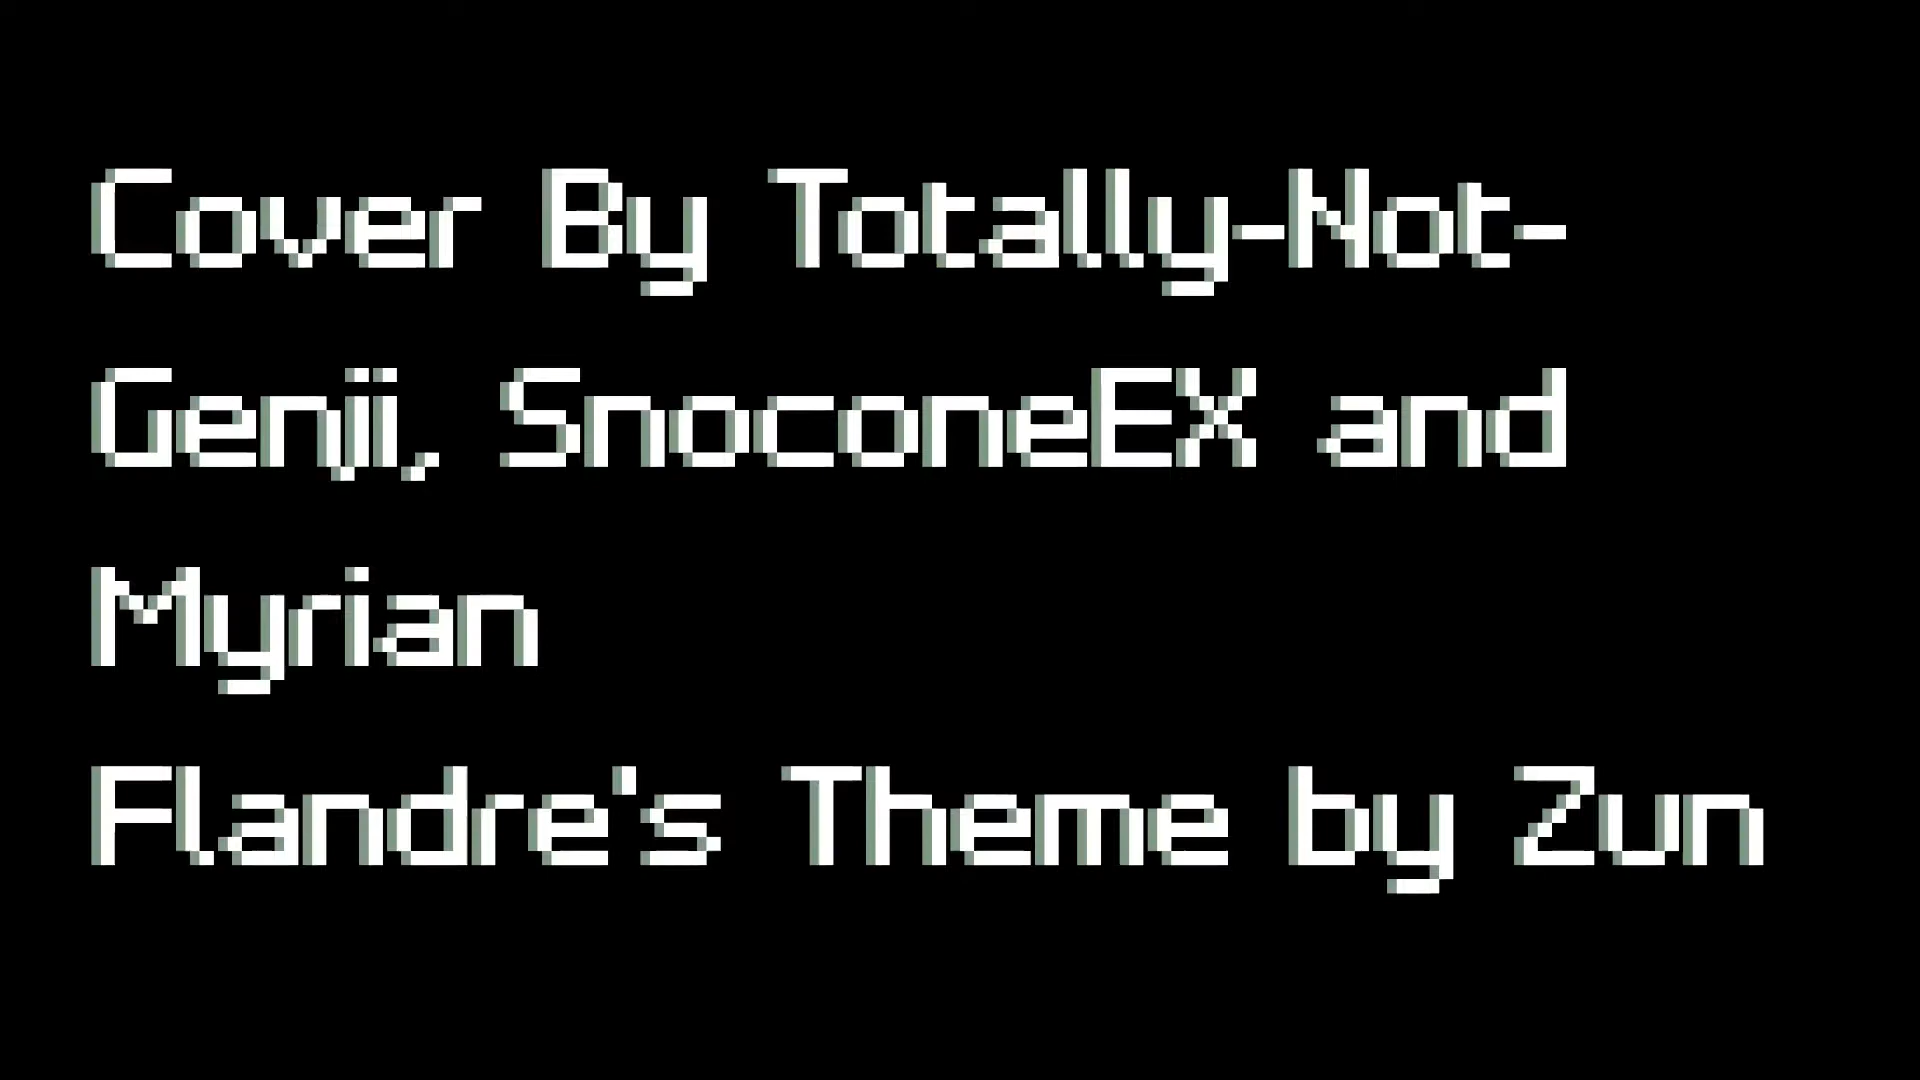 Cover By Totally-Not-
Genji, SnoconeEX and
Myrian
Flandre's Theme by Zun